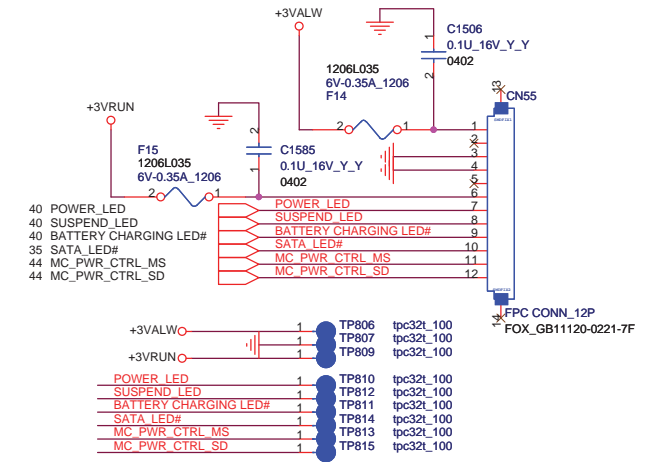 +3VALW
1
C1506
0.1U_16V_Y_Y
0402
2
1206L035
6V-0.35A_1206
F14
2
1
13
CN55
GND
+3VRUN
2
C1585
0.1U_16V_Y_Y
0402
1
F15
1206L035
6V-0.35A_1206
2
1
1
2
3
4
5
6
40 POWER_LED POWER_LED 7
40 SUSPEND_LED SUSPEND_LED 8
40 BATTERY CHARGING LED# BATTERY CHARGING LED# 9
35 SATA_LED# SATA_LED# 10
44 MC_PWR_CTRL_MS MC_PWR_CTRL_MS 11
44 MC_PWR_CTRL_SD MC_PWR_CTRL_SD 12
14
FPC CONN_12P
FOX_GB11120-0221-7F
+3VALW 1 TP806 tpc32t_100
1 TP807 tpc32t_100
+3VRUN 1 TP809 tpc32t_100
POWER_LED 1 TP810 tpc32t_100
SUSPEND_LED 1 TP812 tpc32t_100
BATTERY CHARGING LED# 1 TP811 tpc32t_100
SATA_LED# 1 TP814 tpc32t_100
MC_PWR_CTRL_MS 1 TP813 tpc32t_100
MC_PWR_CTRL_SD 1 TP815 tpc32t_100